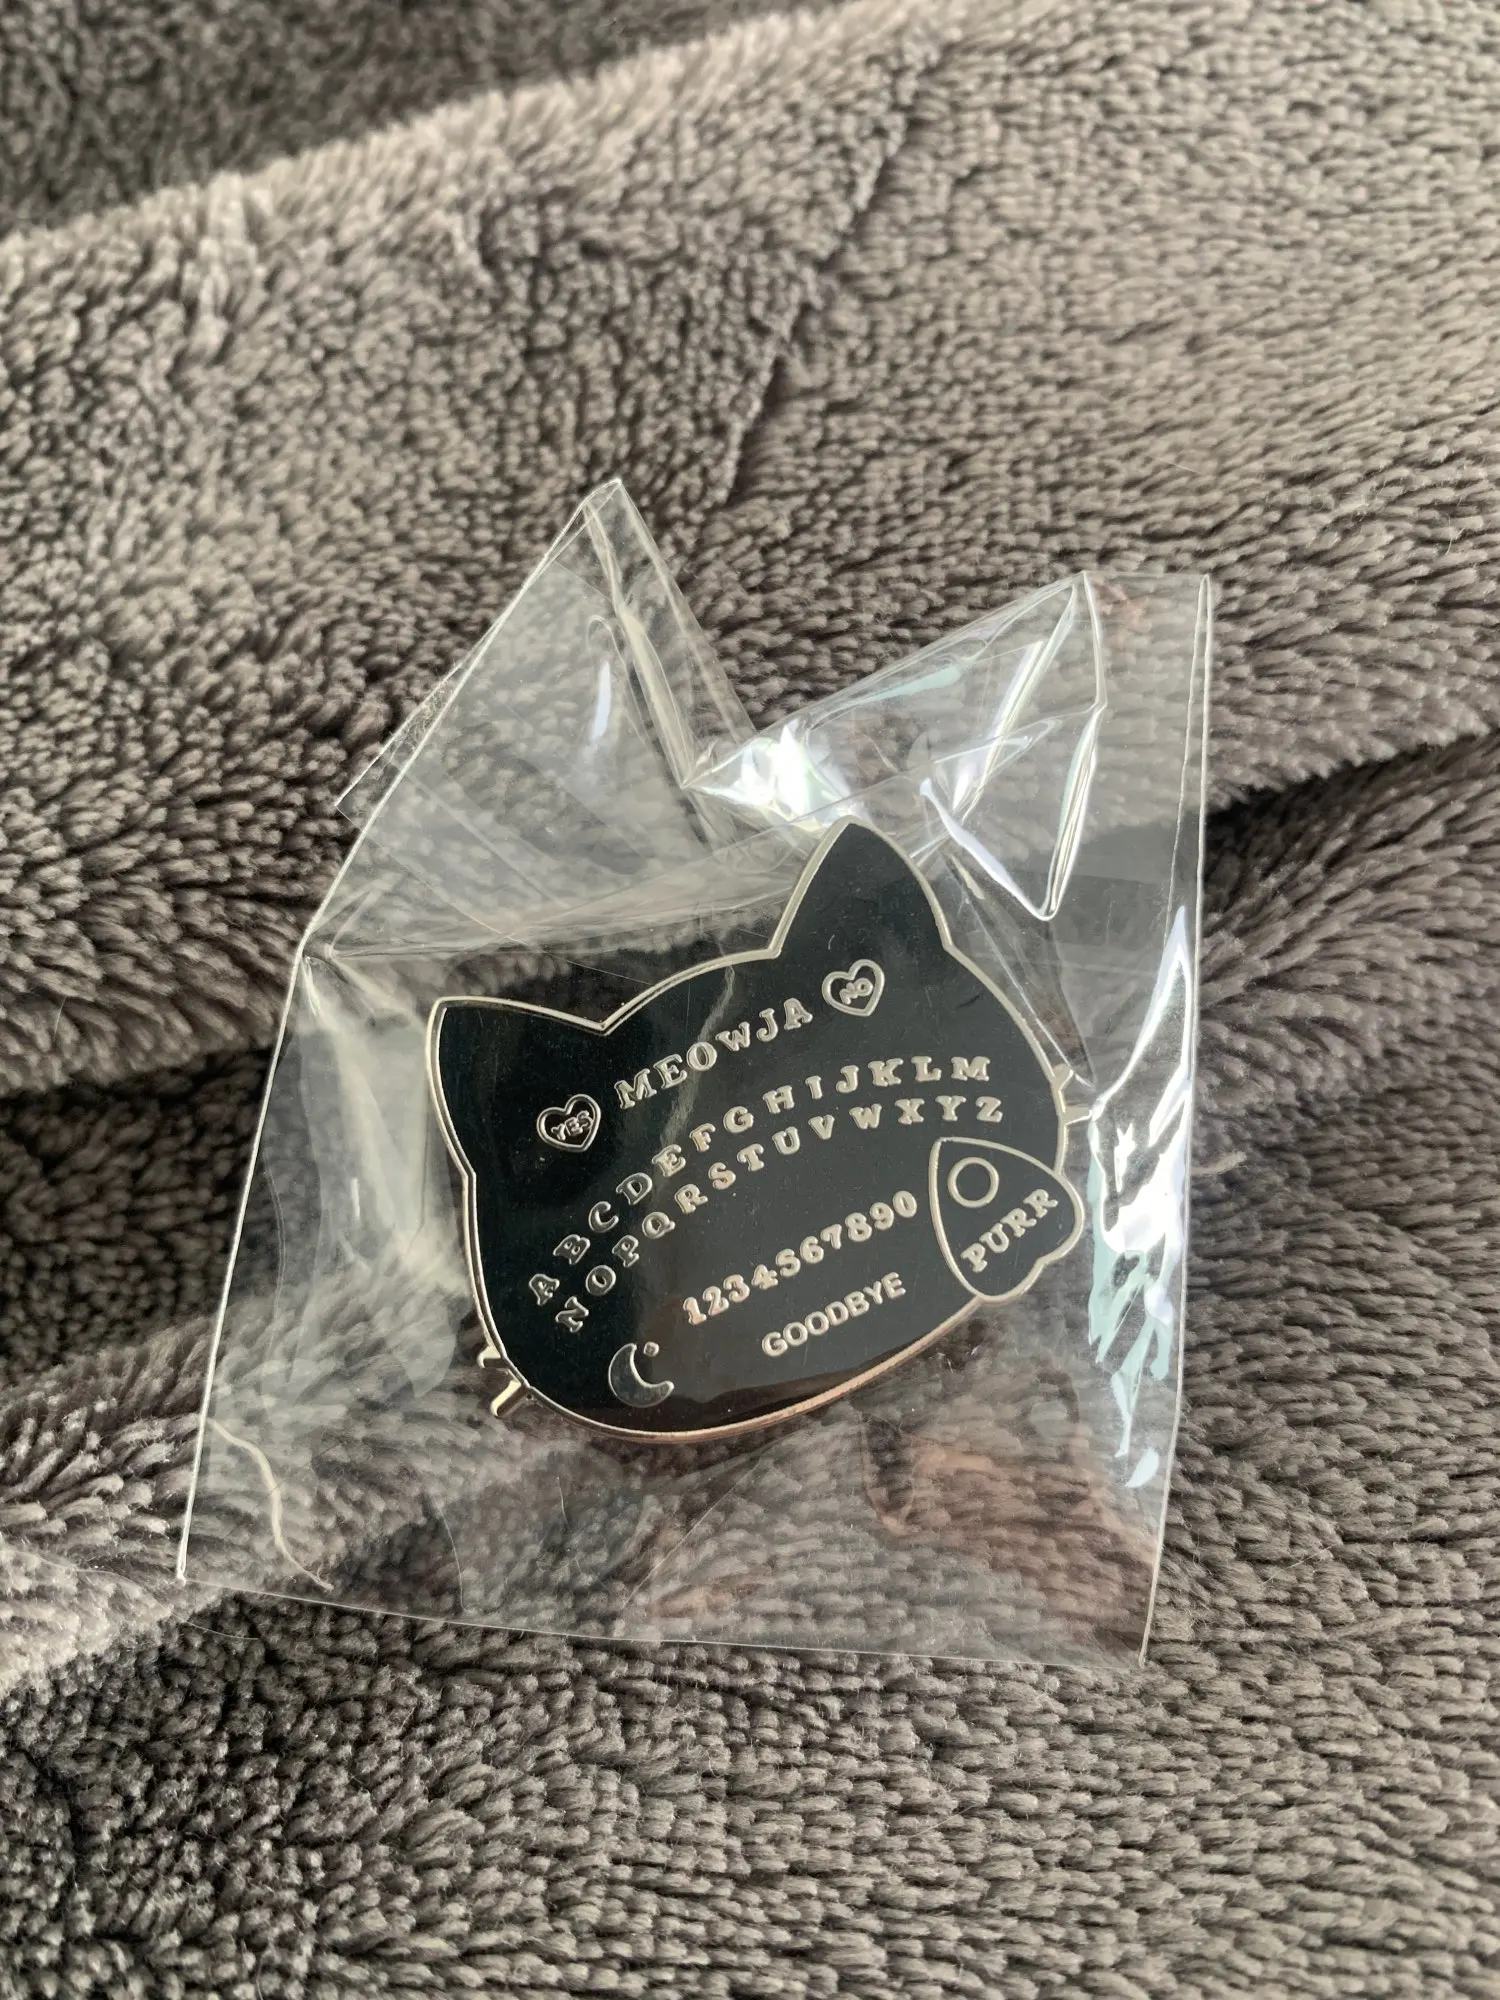 YES MEOWJA NO
ABCDEFGHIJKLM
NOPQRSTUVWXYZ
1234567890
PURR
GOODBYE